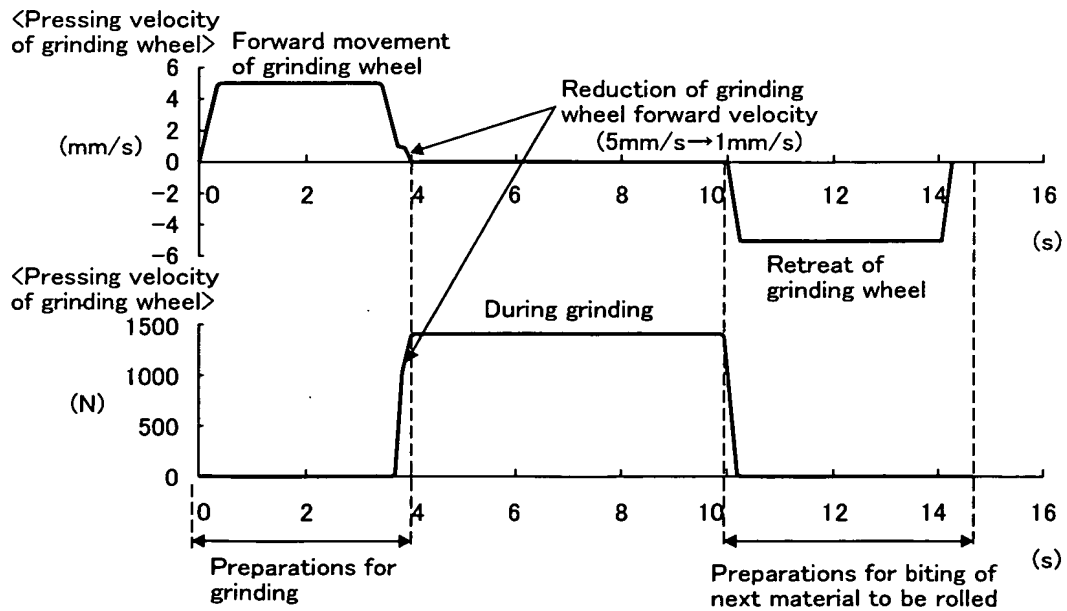 <Pressing velocity
of grinding wheel>
Forward movement
of grinding wheel
Reduction of grinding
wheel forward velocity
(5mm/s→1mm/s)
6
4
2
0
-2
-4
-6
(mm/s)
0 2 4 6 8 10 12 14 16
(s)
Retreat of
grinding wheel
<Pressing velocity
of grinding wheel>
During grinding
1500
1000
500
0
(N)
0 2 4 6 8 10 12 14 16
(s)
Preparations for
grinding
Preparations for biting of
next material to be rolled